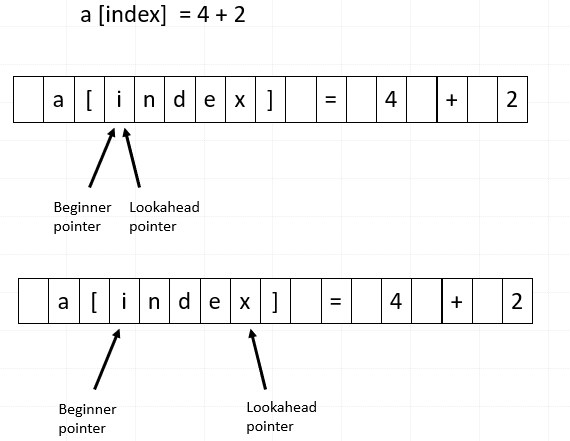 a [index]  = 4 + 2
a [ i n d e x ] = 4 + 2
Beginner Lookahead
pointer pointer
a [ i n d e x ] = 4 + 2
Beginner Lookahead
pointer pointer